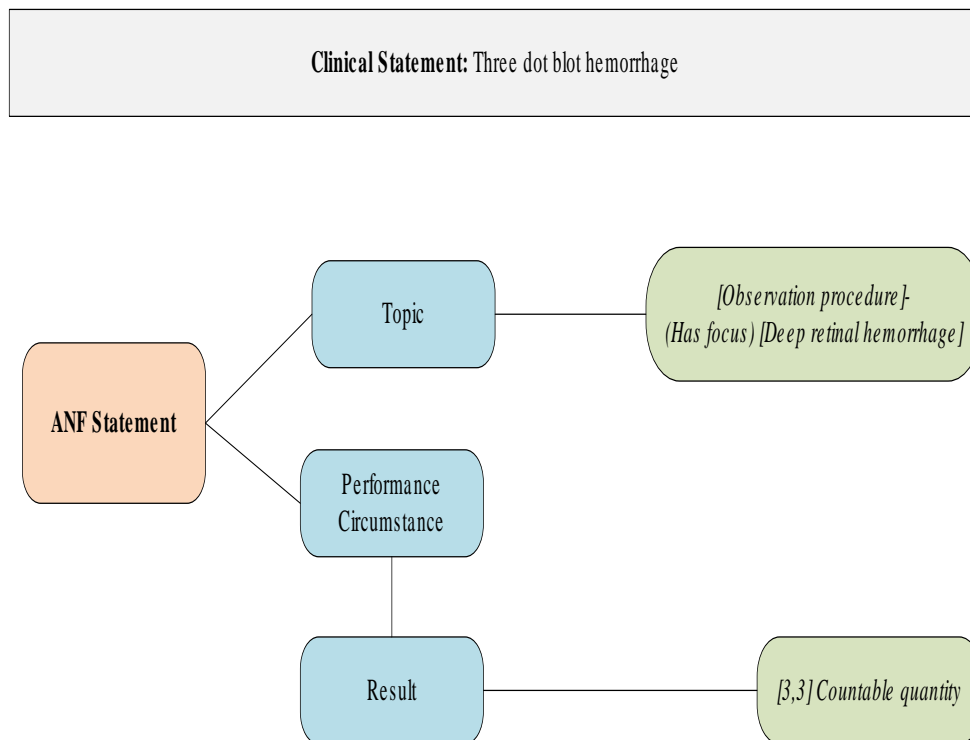 Clinical Statement: Three dot blot hemorrhage
Topic
[Observation procedure]-
(Has focus) [Deep retinal hemorrhage]
ANF Statement
Performance
Circumstance
Result
[3,3] Countable quantity